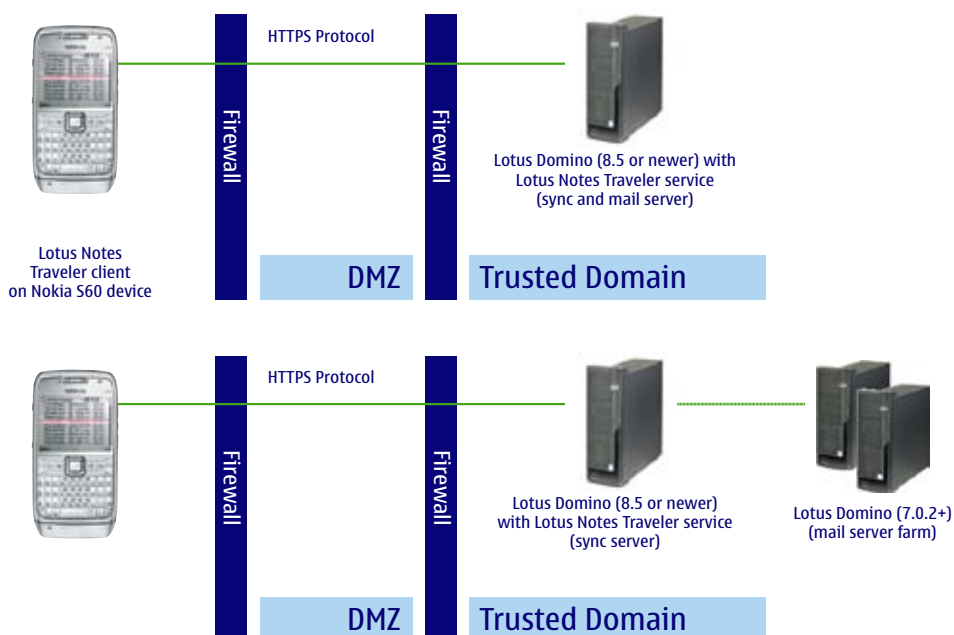 HTTPS Protocol
Firewall
Firewall
Lotus Domino (8.5 or newer) with
Lotus Notes Traveler service
(sync and mail server)
Lotus Notes
Traveler client
on Nokia S60 device
DMZ
Trusted Domain
HTTPS Protocol
Firewall
Firewall
Lotus Domino (8.5 or newer)
with Lotus Notes Traveler service
(sync server)
Lotus Domino (7.0.2+)
(mail server farm)
DMZ
Trusted Domain